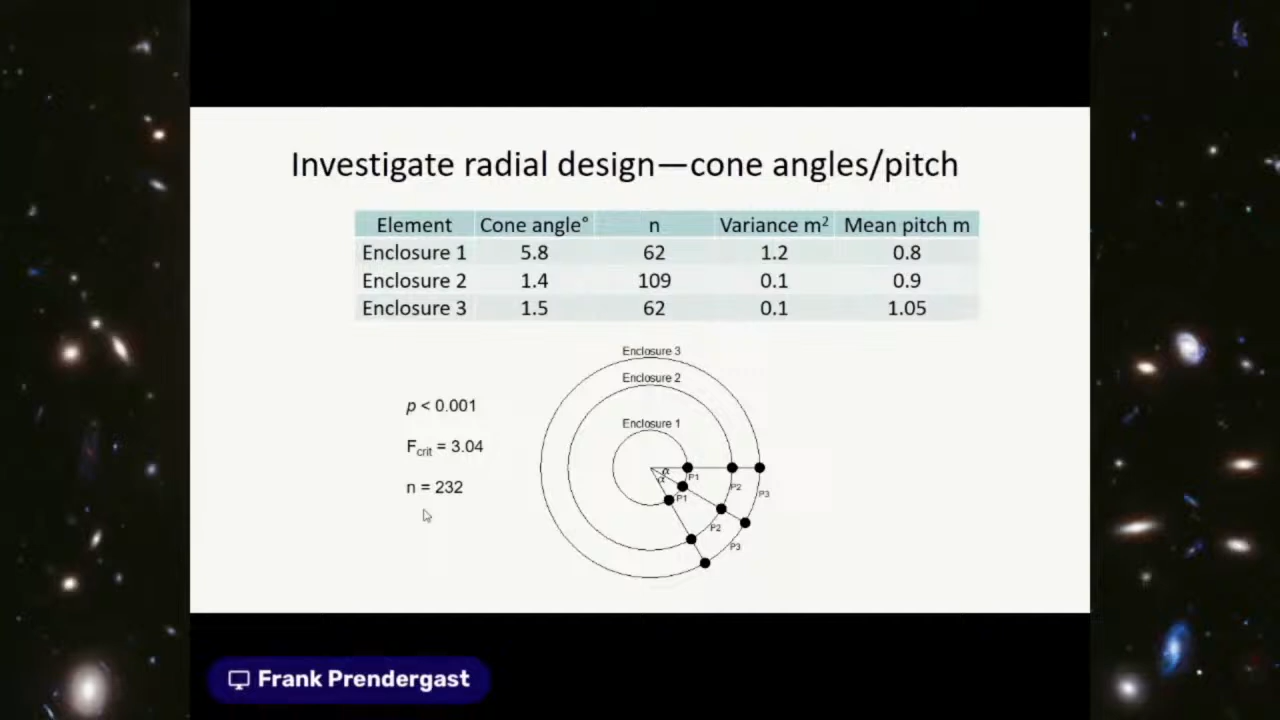 Investigate radial design—cone angles/pitch
Element Cone angle° n Variance m² Mean pitch m
Enclosure 1 5.8 62 1.2 0.8
Enclosure 2 1.4 109 0.1 0.9
Enclosure 3 1.5 62 0.1 1.05
Enclosure 3
Enclosure 2
Enclosure 1
p < 0.001
Fcrit = 3.04
n = 232
α
α
P1
P1
P2
P2
P3
P3
Frank Prendergast